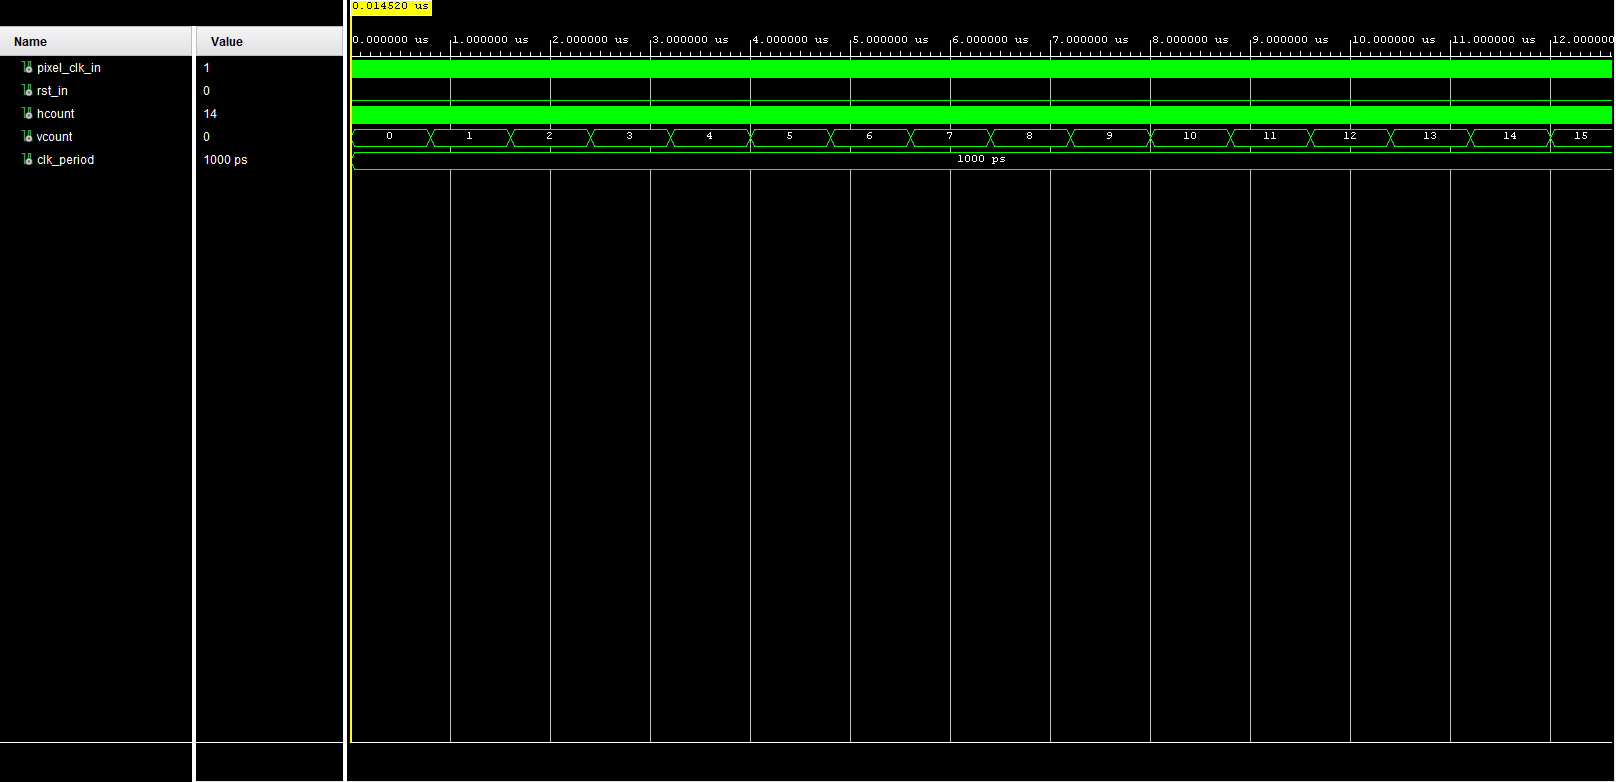 0.014520 us
Name Value
0.000000 us 1.000000 us 2.000000 us 3.000000 us 4.000000 us 5.000000 us 6.000000 us 7.000000 us 8.000000 us 9.000000 us 10.000000 us 11.000000 us 12.000000
pixel_clk_in 1
rst_in 0
hcount 14
vcount 0 0 1 2 3 4 5 6 7 8 9 10 11 12 13 14 15
clk_period 1000 ps 1000 ps